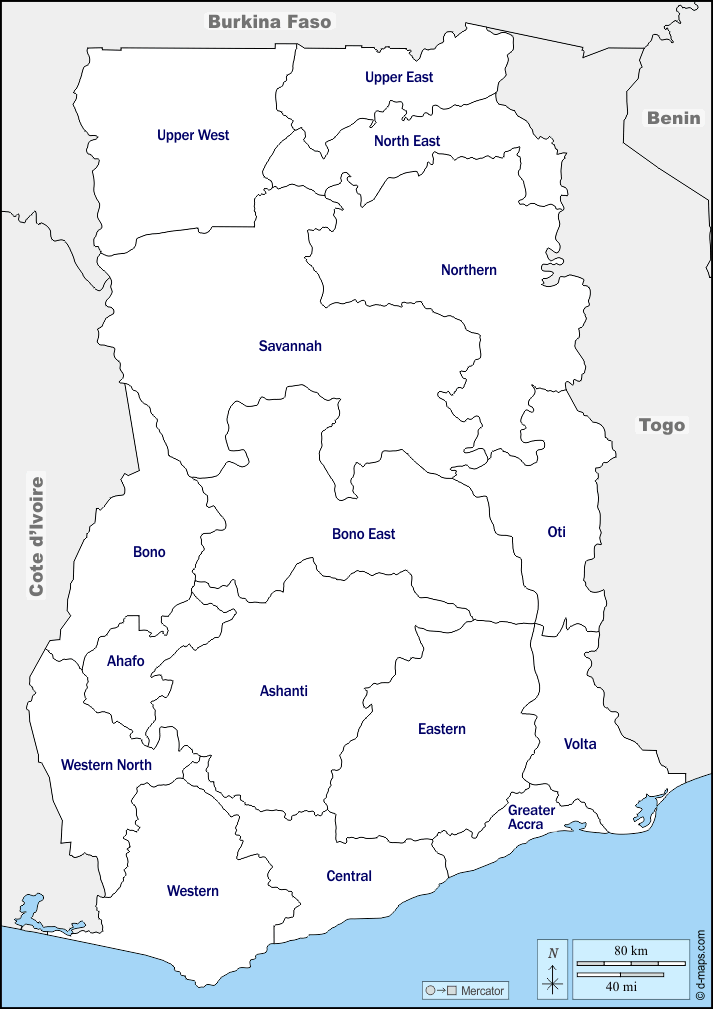 Burkina Faso
Upper East
Benin
Upper West
North East
Northern
Savannah
Togo
Cote d'Ivoire
Bono East
Oti
Bono
Ahafo
Ashanti
Eastern
Volta
Western North
Greater
Accra
Central
Western
N
80 km
40 mi
Mercator
© d-maps.com